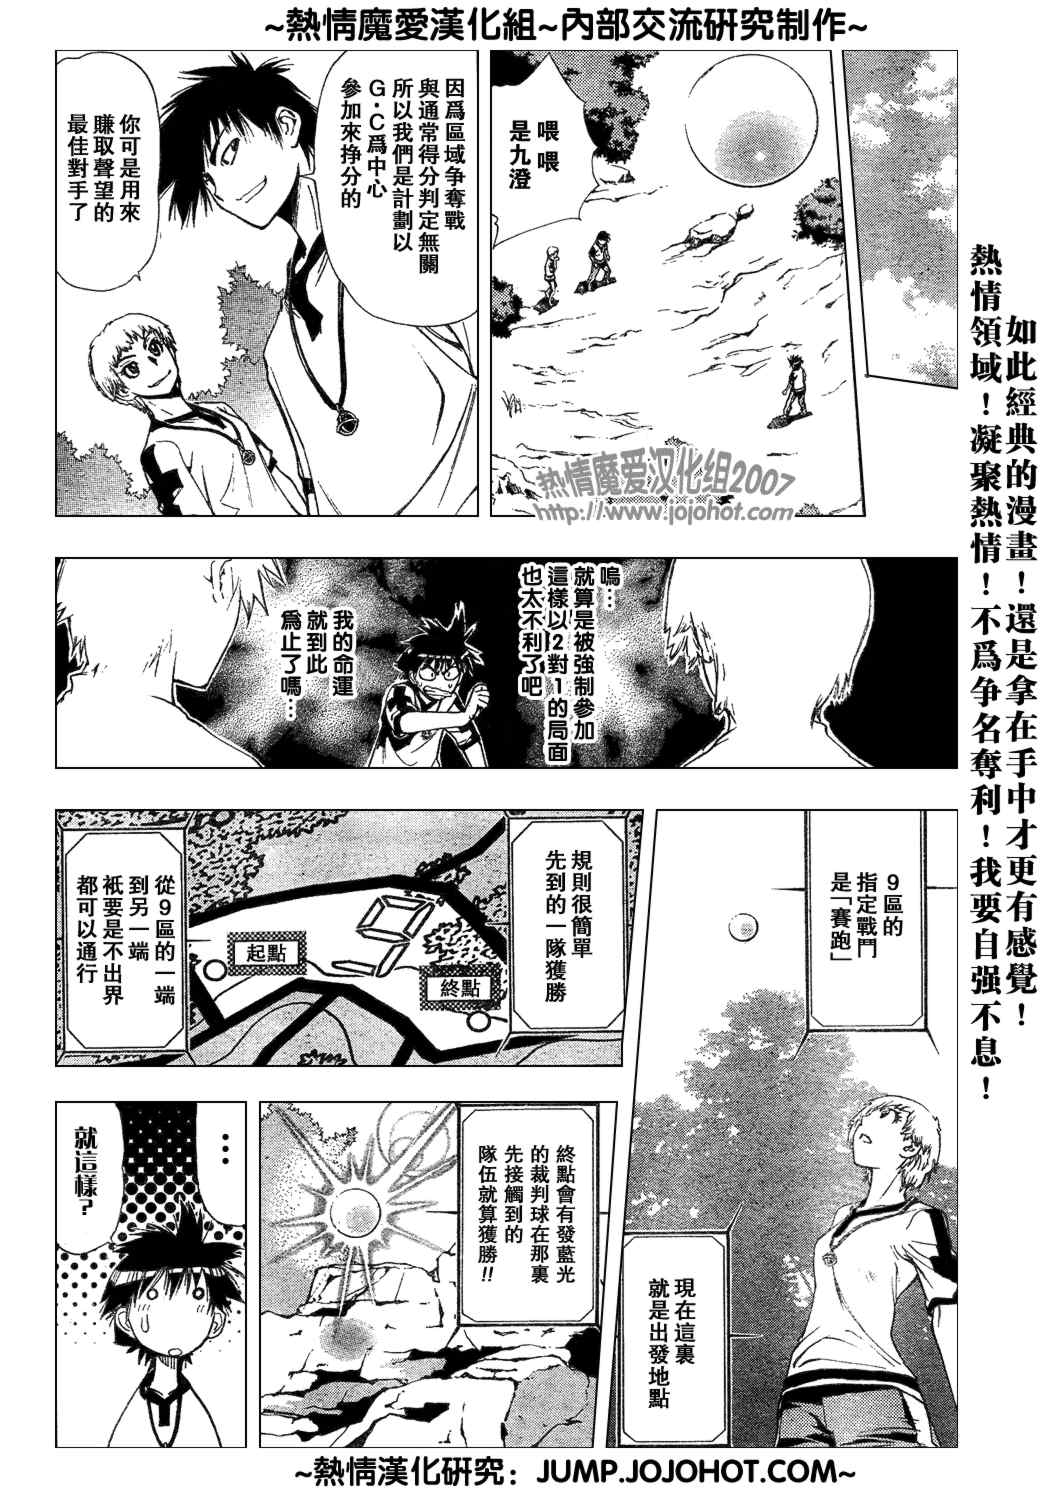 ~熱情魔愛漢化組~內部交流研究制作~
如此經典的漫畫！還是拿在手中才更有感覺！
熱情領域！凝聚熱情！不爲争名奪利！我要自强不息！
喂喂
是九澄
熱情魔爱汉化组2007
http://www.jojohot.com
因爲區域争奪戰
與通常得分判定無關
所以我們是計劃以
G·C爲中心
參加來掙分的
你可是用來
賺取聲望的
最佳對手了
嗚…
就算是被強制參加
這樣以2對1的局面
也太不利了吧
我的命運
就到此
爲止了嗎…
9區的
指定戰鬥
是「賽跑」
規則很簡單
先到的一隊獲勝
9
起點
終點
從9區的一端
到另一端
衹要是不出界
都可以通行
現在這裏
就是出發地點
終點會有發藍光
的裁判球在那裏
先接觸到的
隊伍就算獲勝!!
…
就這樣?
~熱情漢化研究：JUMP.JOJOHOT.COM~